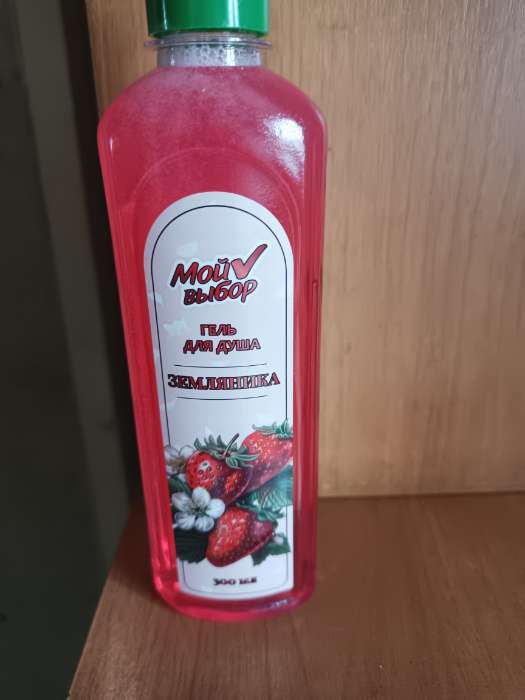 Мой
выбор
ГЕЛЬ
ДЛЯ ДУША
ЗЕМЛЯНИКА
300 мл